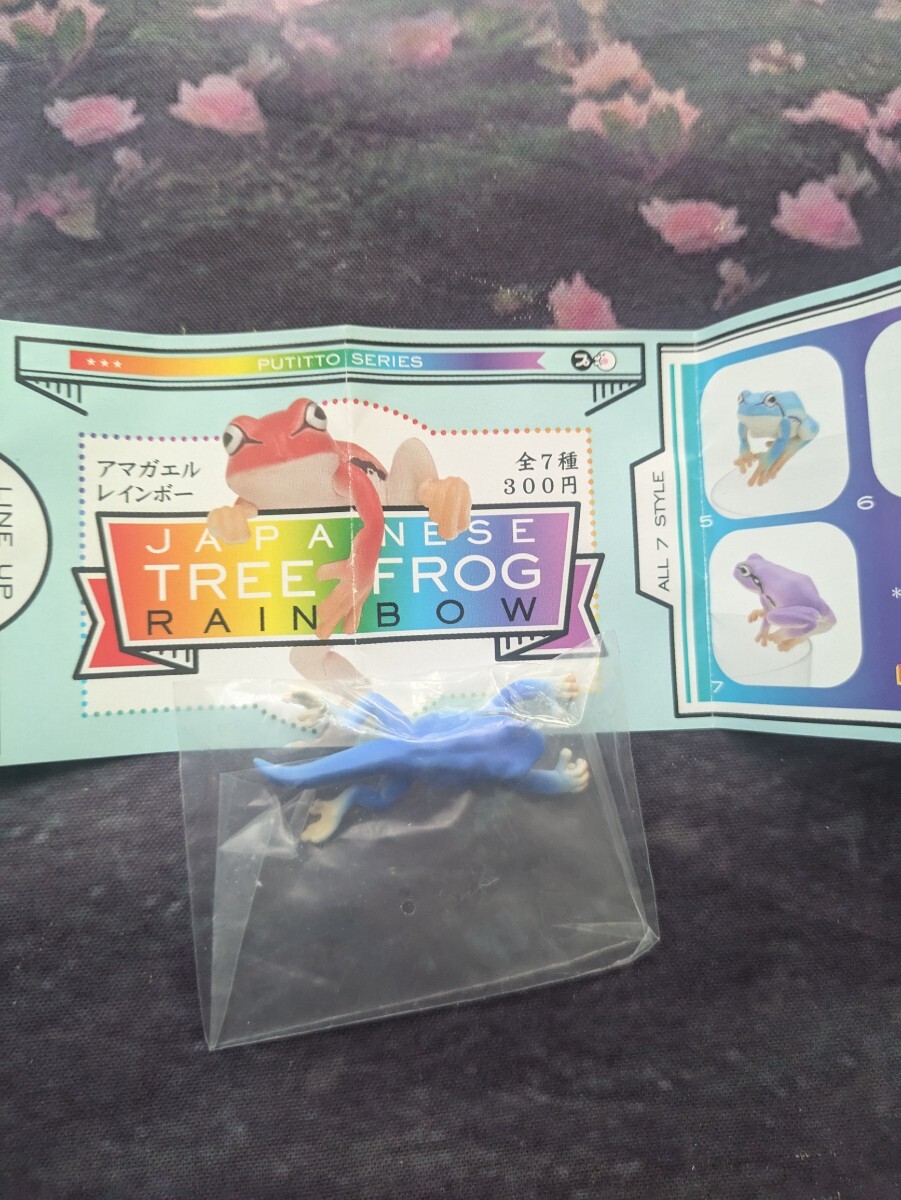 ★★★ PUTITTO SERIES
アマガエル
レインボー
全7種
300円
JAPANESE
TREE FROG
RAINBOW
LINE UP
ALL 7 STYLE
5
6
7
*